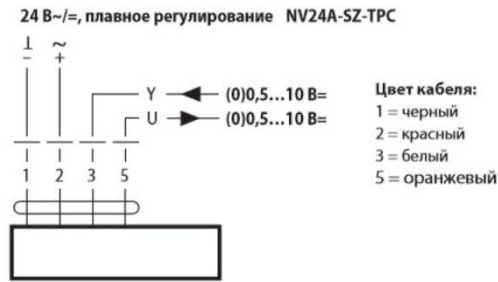 24 В~/=, плавное регулирование NV24A-SZ-TPC
⊥ ~
− +
Y (0)0,5...10 В=
U (0)0,5...10 В=
1 2 3 5
Цвет кабеля:
1 = черный
2 = красный
3 = белый
5 = оранжевый